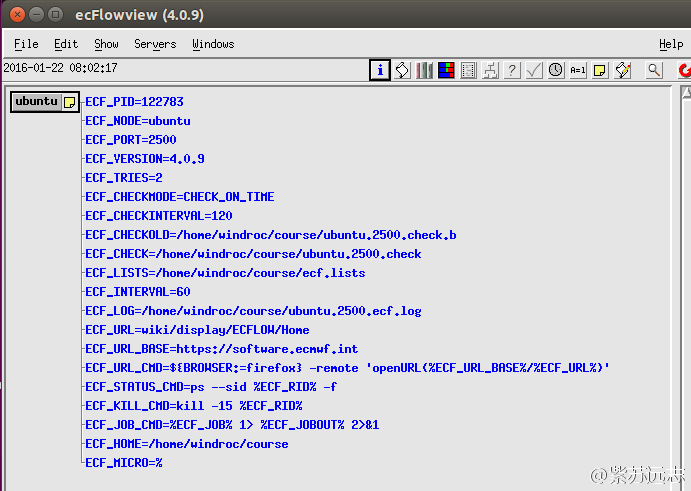 ecFlowview (4.0.9)
File Edit Show Servers Windows Help
2016-01-22 08:02:17
i ? A=1
ubuntu
ECF_PID=122783
ECF_NODE=ubuntu
ECF_PORT=2500
ECF_VERSION=4.0.9
ECF_TRIES=2
ECF_CHECKMODE=CHECK_ON_TIME
ECF_CHECKINTERVAL=120
ECF_CHECKOLD=/home/windroc/course/ubuntu.2500.check.b
ECF_CHECK=/home/windroc/course/ubuntu.2500.check
ECF_LISTS=/home/windroc/course/ecf.lists
ECF_INTERVAL=60
ECF_LOG=/home/windroc/course/ubuntu.2500.ecf.log
ECF_URL=wiki/display/ECFLOW/Home
ECF_URL_BASE=https://software.ecmwf.int
ECF_URL_CMD=${BROWSER:=firefox} -remote 'openURL(%ECF_URL_BASE%/%ECF_URL%)'
ECF_STATUS_CMD=ps --sid %ECF_RID% -f
ECF_KILL_CMD=kill -15 %ECF_RID%
ECF_JOB_CMD=%ECF_JOB% 1> %ECF_JOBOUT% 2>&1
ECF_HOME=/home/windroc/course
ECF_MICRO=%
@紫苏远志